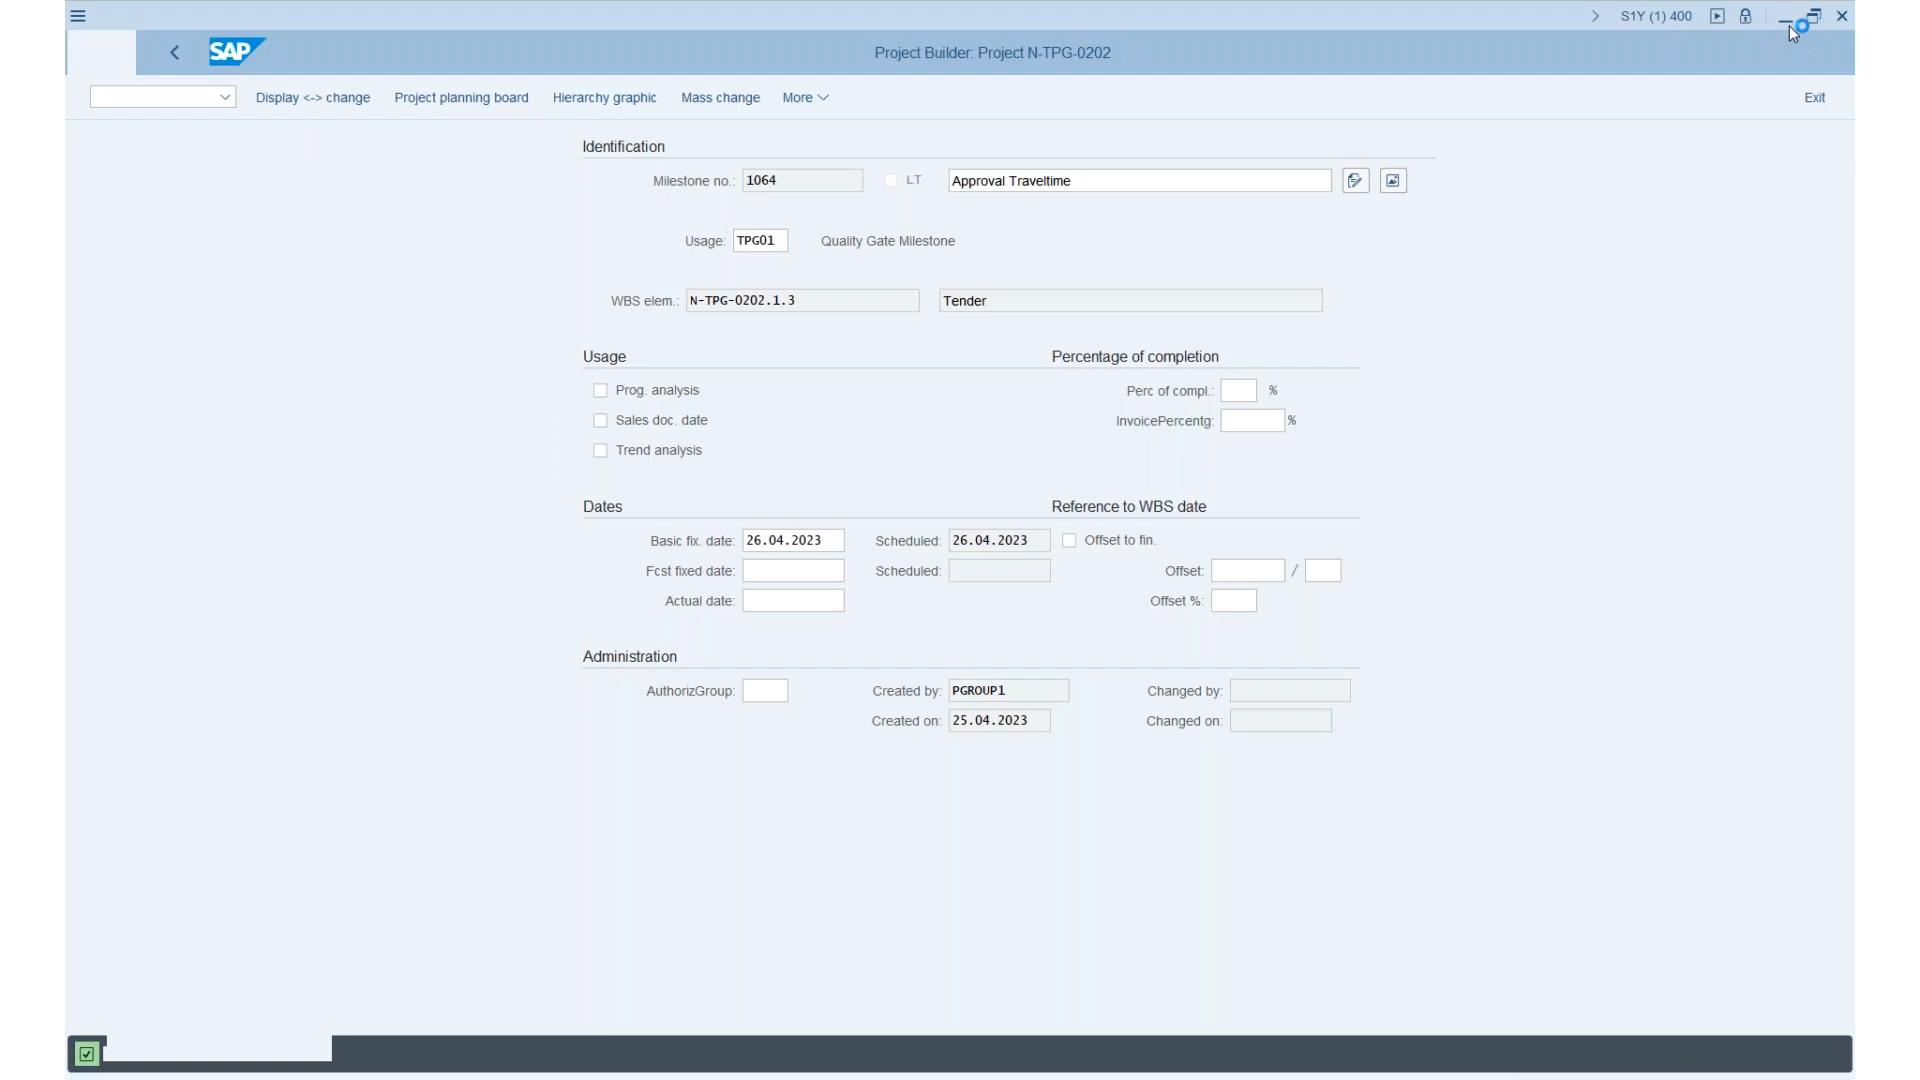 S1Y (1) 400
SAP
Project Builder: Project N-TPG-0202
Display <-> change Project planning board Hierarchy graphic Mass change More Exit
Identification
Milestone no.: 1064 LT Approval Traveltime
Usage: TPG01 Quality Gate Milestone
WBS elem.: N-TPG-0202.1.3 Tender
Usage Percentage of completion
Prog. analysis Perc of compl.: %
Sales doc. date InvoicePercentg: %
Trend analysis
Dates Reference to WBS date
Basic fix. date: 26.04.2023 Scheduled: 26.04.2023 Offset to fin.
Fcst fixed date: Scheduled: Offset: /
Actual date: Offset %:
Administration
AuthorizGroup: Created by: PGROUP1 Changed by:
Created on: 25.04.2023 Changed on: